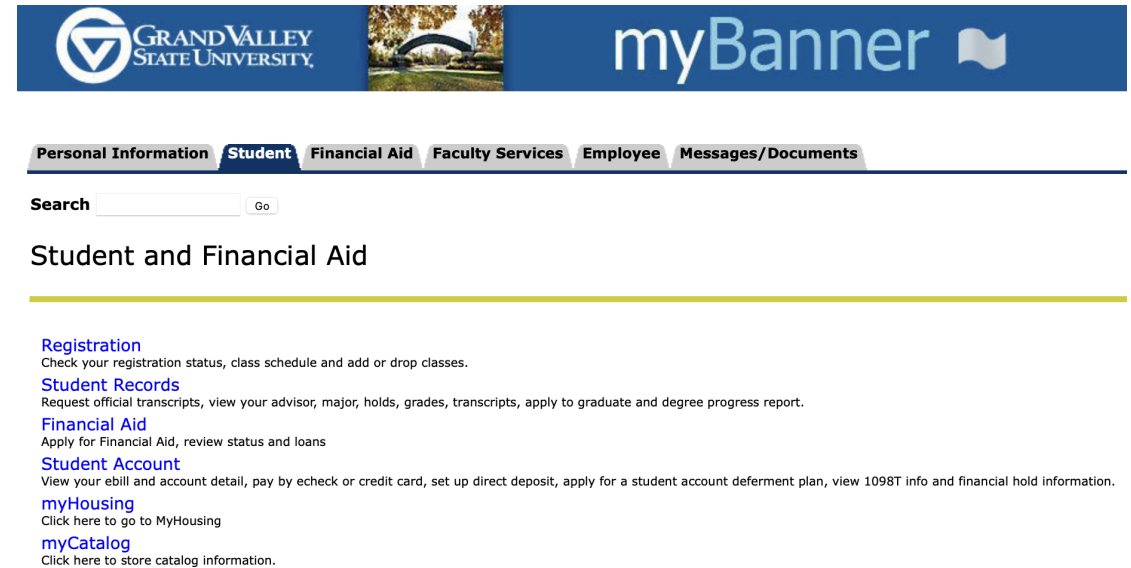 GRAND VALLEY
STATE UNIVERSITY,
myBanner
Personal Information Student Financial Aid Faculty Services Employee Messages/Documents
Search Go
Student and Financial Aid
Registration
Check your registration status, class schedule and add or drop classes.
Student Records
Request official transcripts, view your advisor, major, holds, grades, transcripts, apply to graduate and degree progress report.
Financial Aid
Apply for Financial Aid, review status and loans
Student Account
View your ebill and account detail, pay by echeck or credit card, set up direct deposit, apply for a student account deferment plan, view 1098T info and financial hold information.
myHousing
Click here to go to MyHousing
myCatalog
Click here to store catalog information.